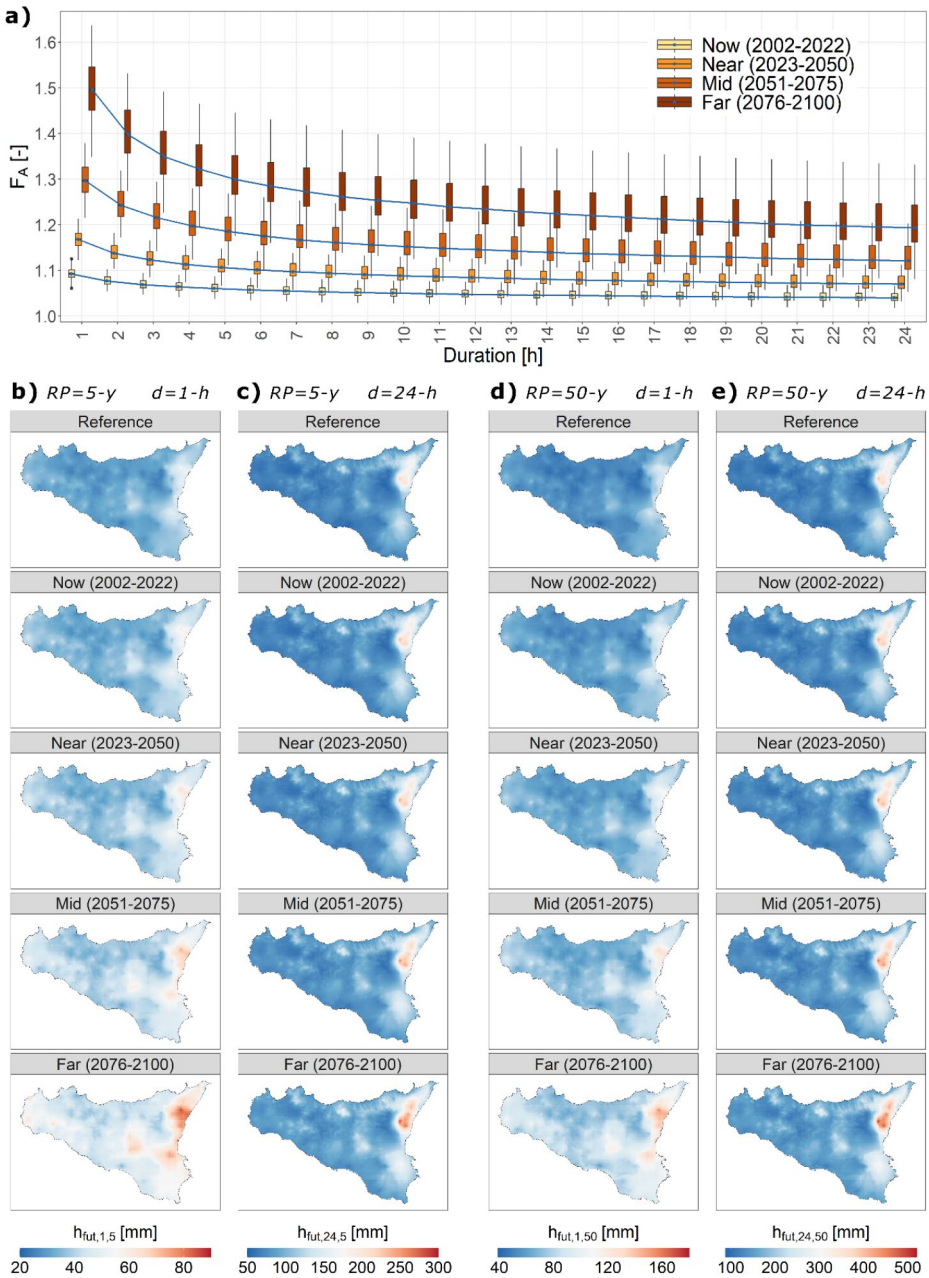 a)
1.6
1.5
1.4
1.3
1.2
1.1
1.0
F_A [-]
Now (2002-2022)
Near (2023-2050)
Mid (2051-2075)
Far (2076-2100)
1 2 3 4 5 6 7 8 9 10 11 12 13 14 15 16 17 18 19 20 21 22 23 24
Duration [h]
b) RP=5-y d=1-h c) RP=5-y d=24-h d) RP=50-y d=1-h e) RP=50-y d=24-h
Reference Reference Reference Reference
Now (2002-2022) Now (2002-2022) Now (2002-2022) Now (2002-2022)
Near (2023-2050) Near (2023-2050) Near (2023-2050) Near (2023-2050)
Mid (2051-2075) Mid (2051-2075) Mid (2051-2075) Mid (2051-2075)
Far (2076-2100) Far (2076-2100) Far (2076-2100) Far (2076-2100)
h_fut,1,5 [mm] h_fut,24,5 [mm] h_fut,1,50 [mm] h_fut,24,50 [mm]
20 40 60 80 50 100 150 200 250 300 40 80 120 160 100 200 300 400 500